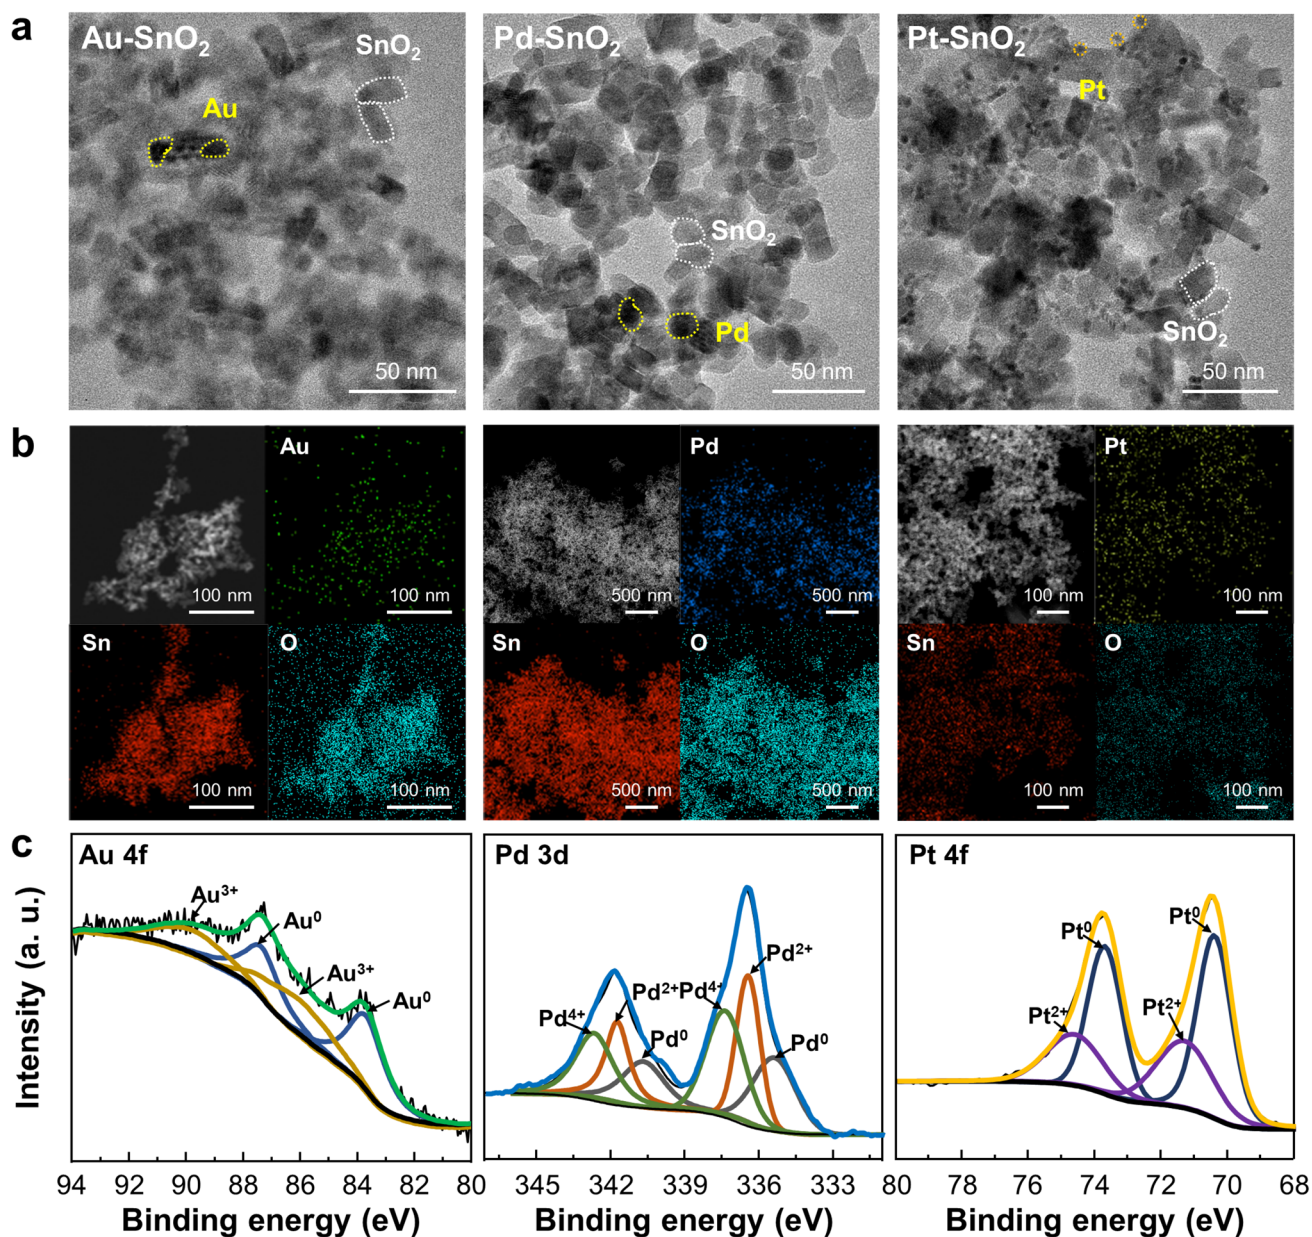 a
Au-SnO₂
SnO₂
Au
50 nm
Pd-SnO₂
SnO₂
Pd
50 nm
Pt-SnO₂
Pt
SnO₂
50 nm
b
Au
100 nm
100 nm
Sn
O
100 nm
100 nm
Pd
500 nm
500 nm
500 nm
500 nm
Pt
100 nm
100 nm
Sn
O
100 nm
100 nm
c
Intensity (a. u.)
Au 4f
Au³⁺
Au⁰
Au³⁺
Au⁰
94 92 90 88 86 84 82 80
Binding energy (eV)
Pd 3d
Pd⁴⁺
Pd²⁺
Pd⁰
Pd⁴⁺
Pd²⁺
Pd⁰
345 342 339 336 333
Binding energy (eV)
Pt 4f
Pt²⁺
Pt⁰
Pt²⁺
Pt⁰
80 78 76 74 72 70 68
Binding energy (eV)